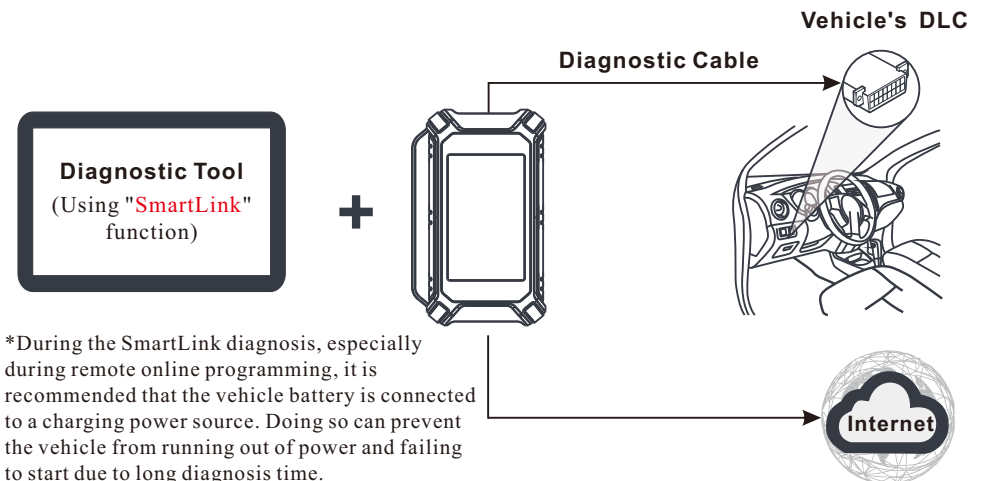 Vehicle's DLC
Diagnostic Cable
Diagnostic Tool
(Using "SmartLink"
function)
*During the SmartLink diagnosis, especially
during remote online programming, it is
recommended that the vehicle battery is connected
to a charging power source. Doing so can prevent
the vehicle from running out of power and failing
to start due to long diagnosis time.
Internet